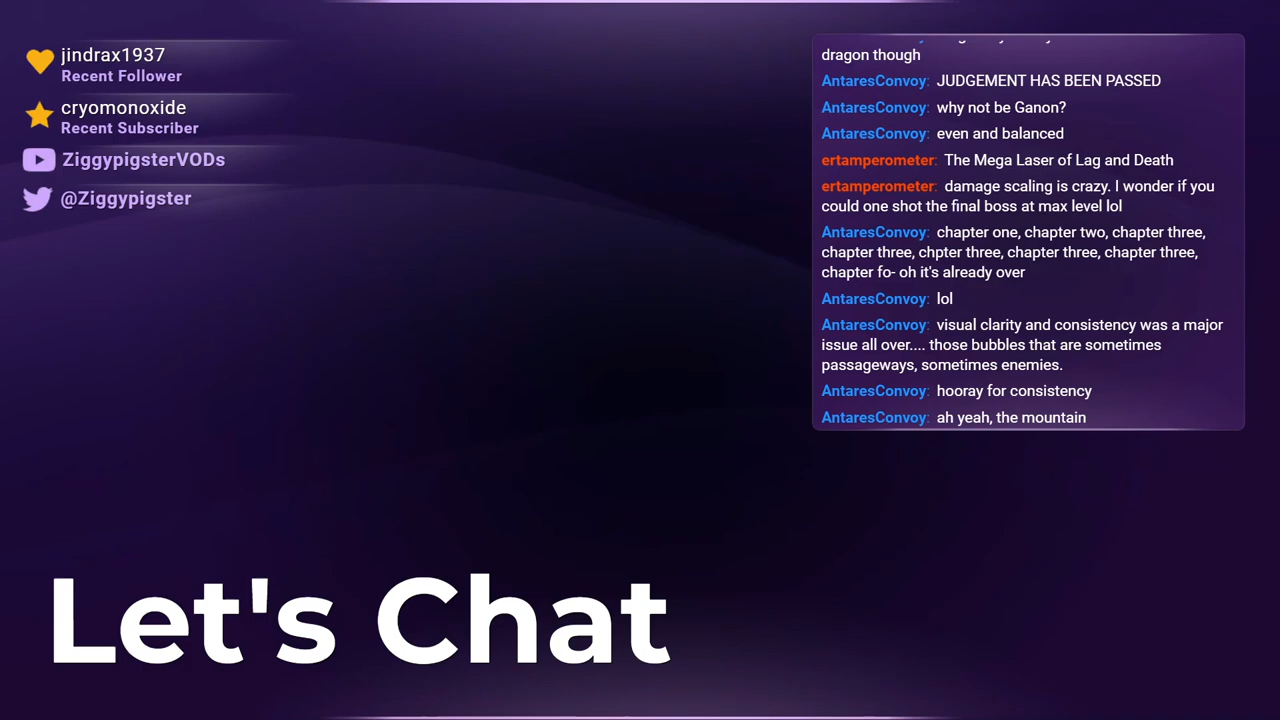 jindrax1937
Recent Follower
cryomonoxide
Recent Subscriber
ZiggypigsterVODs
@Ziggypigster
dragon though
AntaresConvoy: JUDGEMENT HAS BEEN PASSED
AntaresConvoy: why not be Ganon?
AntaresConvoy: even and balanced
ertamperometer: The Mega Laser of Lag and Death
ertamperometer: damage scaling is crazy. I wonder if you
could one shot the final boss at max level lol
AntaresConvoy: chapter one, chapter two, chapter three,
chapter three, chpter three, chapter three, chapter three,
chapter fo- oh it's already over
AntaresConvoy: lol
AntaresConvoy: visual clarity and consistency was a major
issue all over.... those bubbles that are sometimes
passageways, sometimes enemies.
AntaresConvoy: hooray for consistency
AntaresConvoy: ah yeah, the mountain
Let's Chat